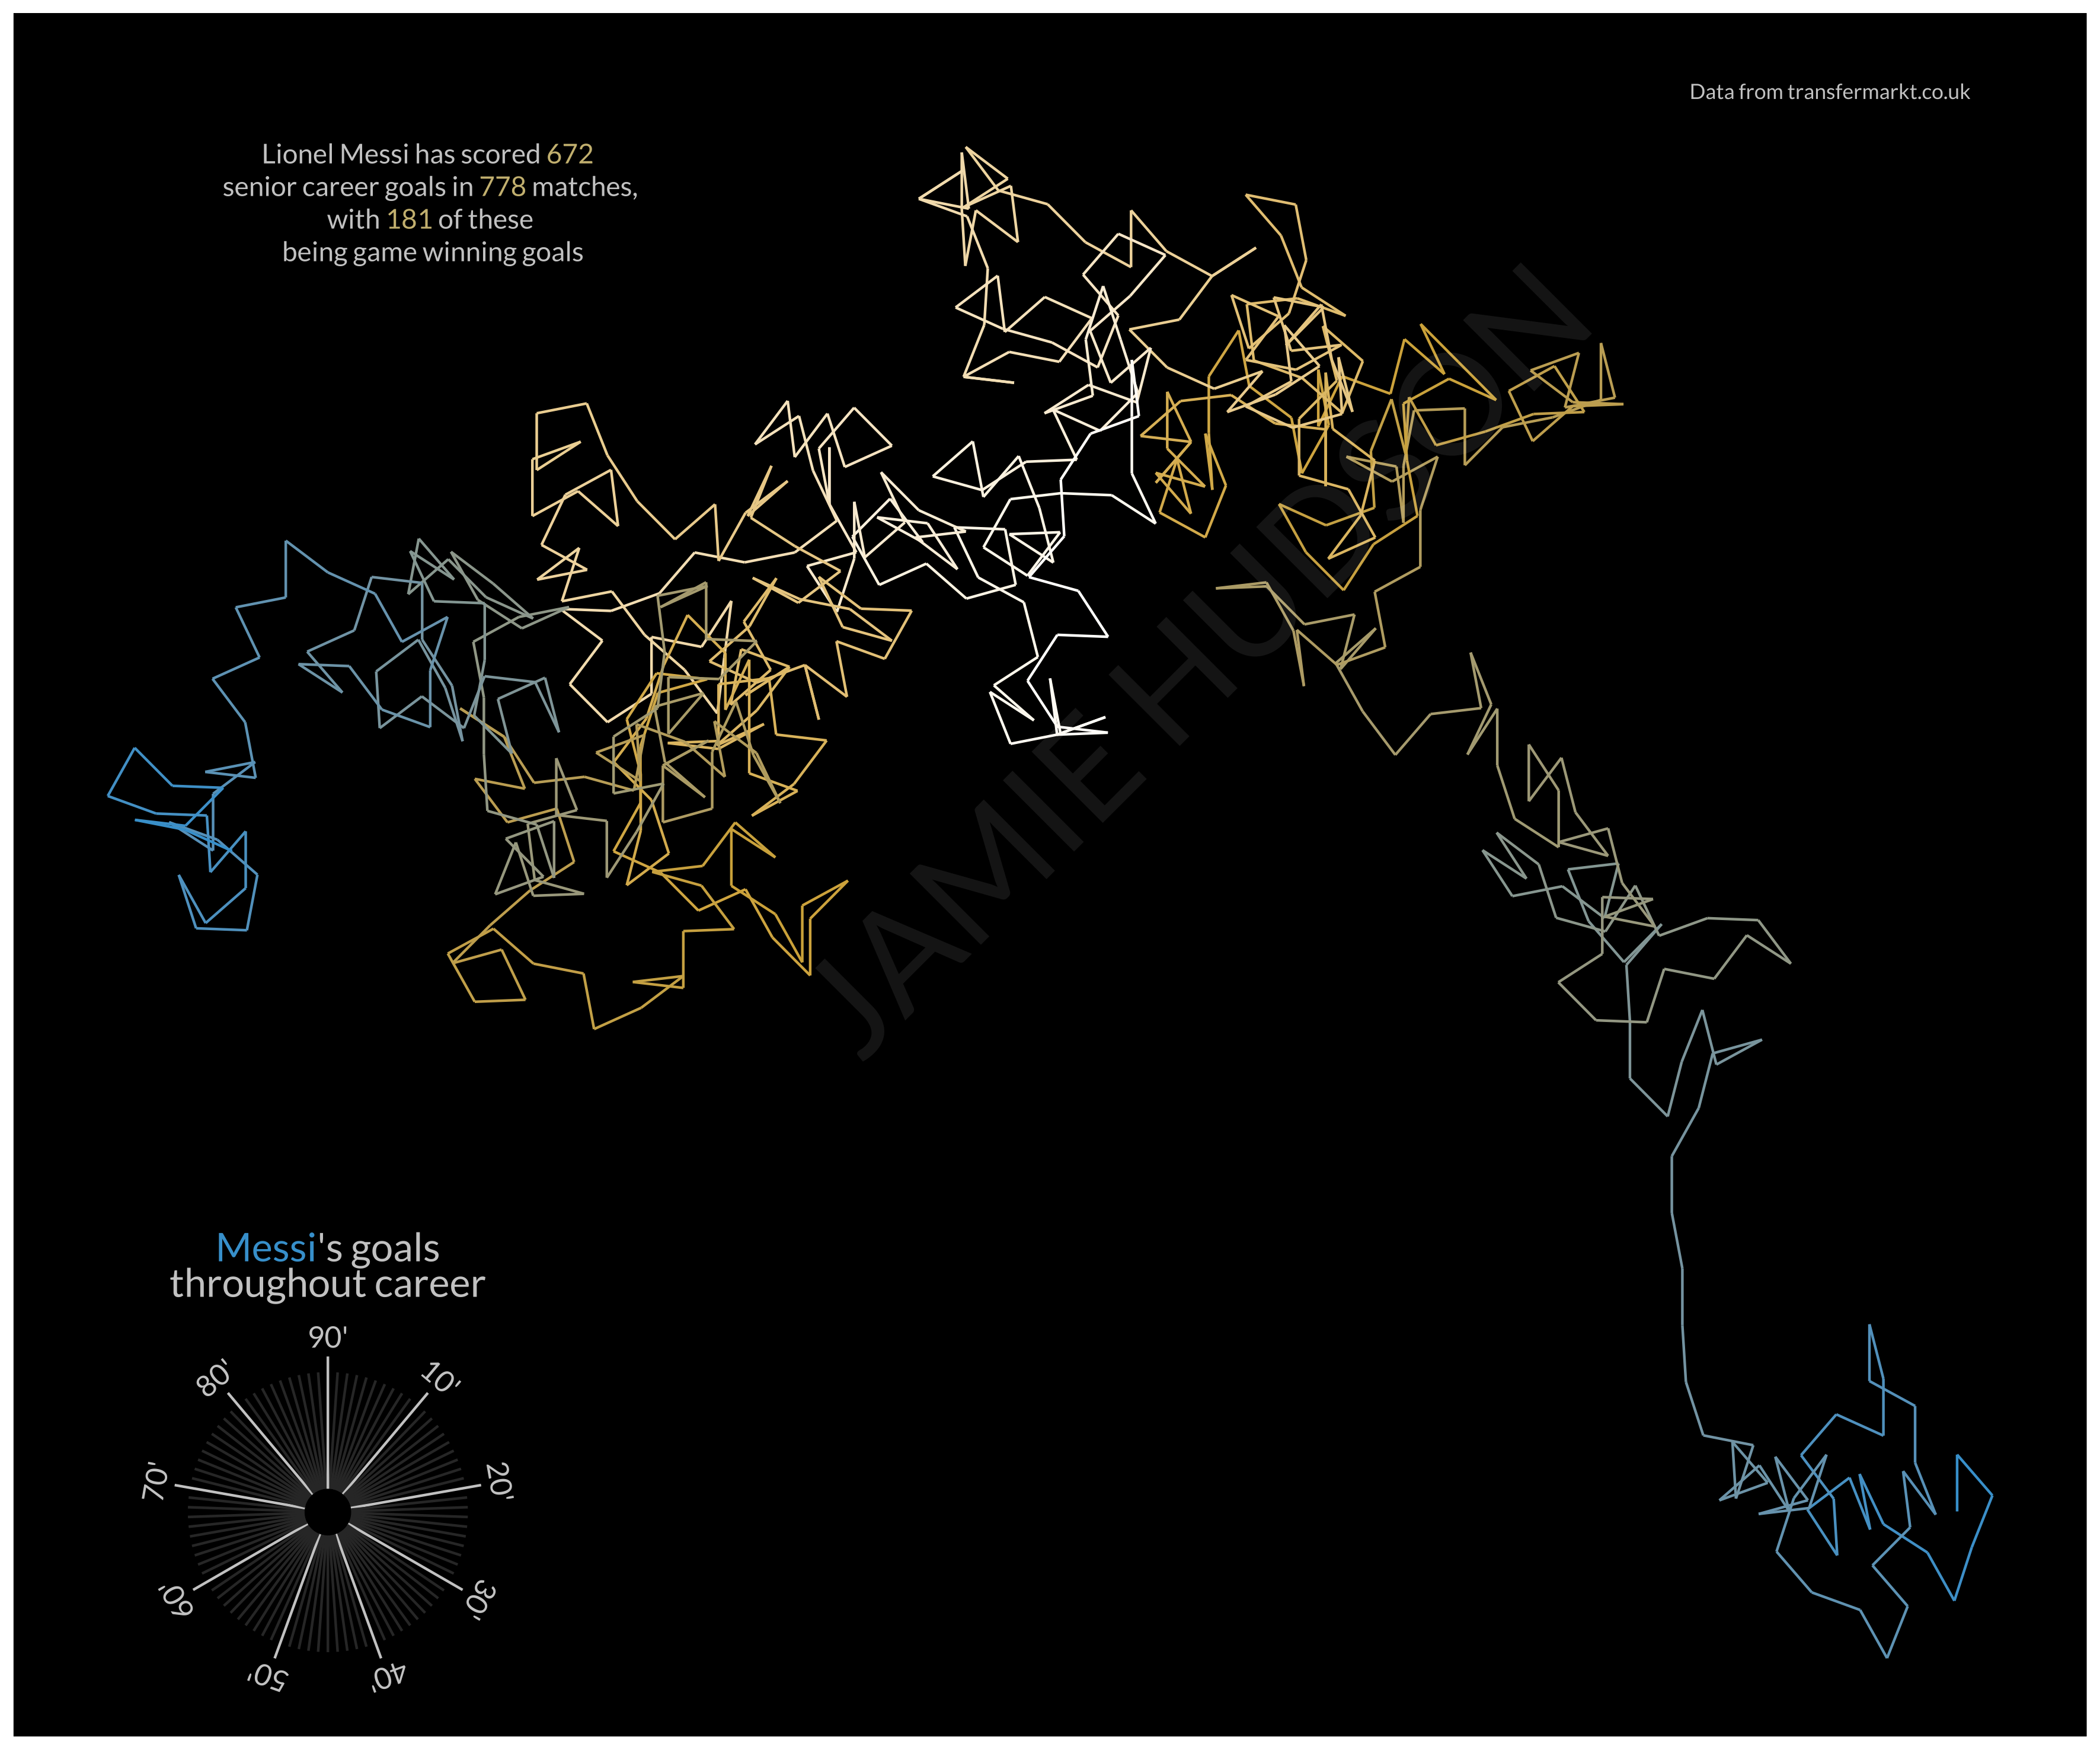 Data from transfermarkt.co.uk
Lionel Messi has scored 672
senior career goals in 778 matches,
with 181 of these
being game winning goals
JAMIE HUDSON
Messi's goals
throughout career
90'
10'
20'
30'
40'
50'
60'
70'
80'